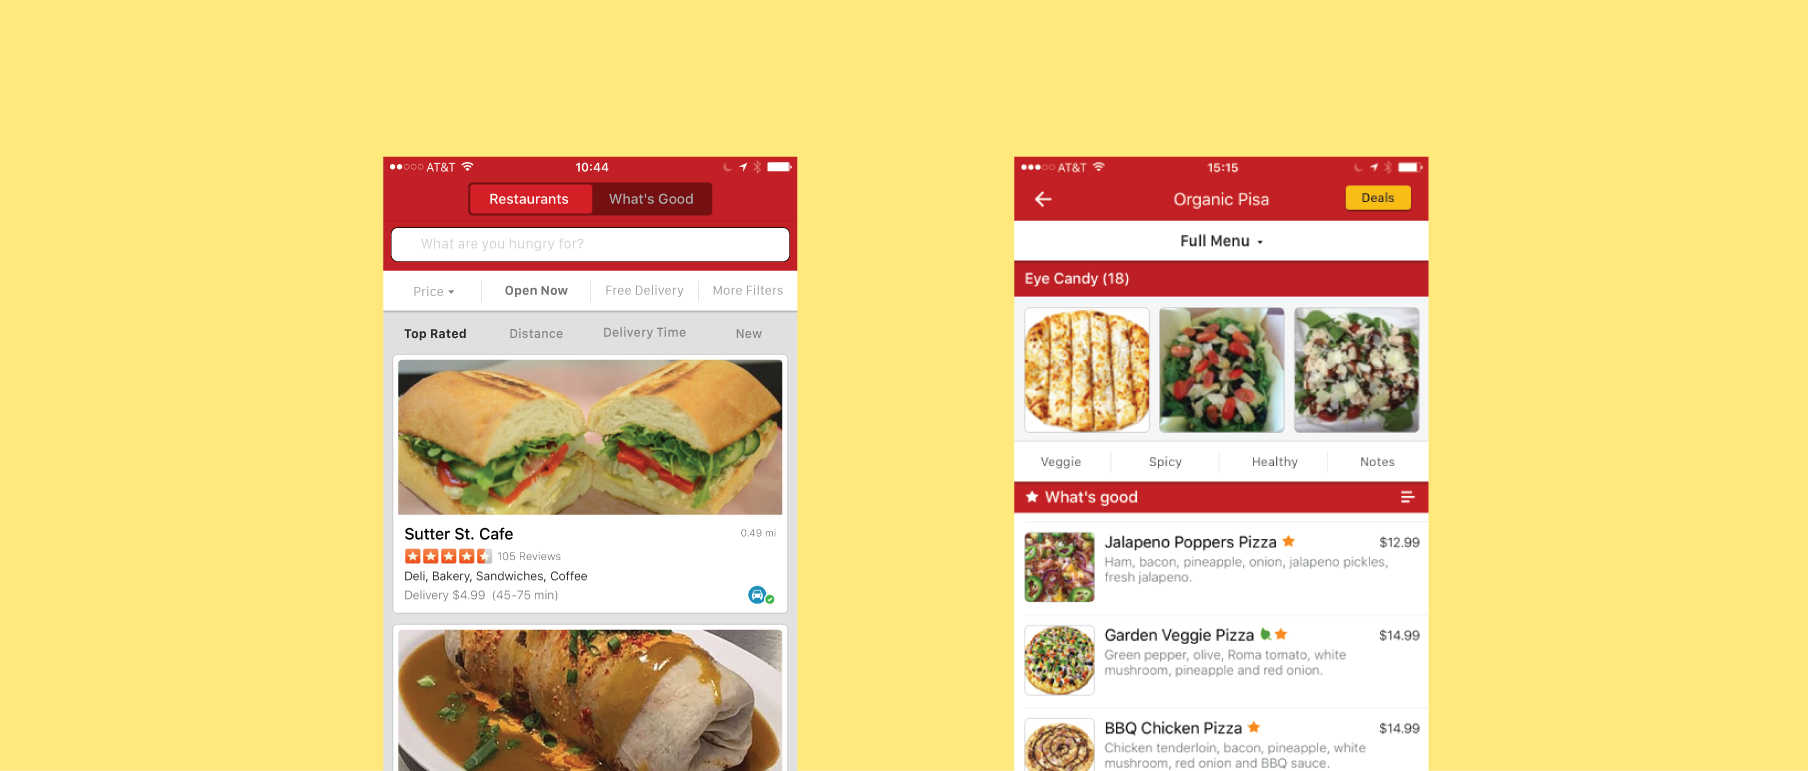 AT&T 10:44
Restaurants What's Good
What are you hungry for?
Price Open Now Free Delivery More Filters
Top Rated Distance Delivery Time New
Sutter St. Cafe 0.49 mi
105 Reviews
Deli, Bakery, Sandwiches, Coffee
Delivery $4.99 (45-75 min)
AT&T 15:15
Organic Pisa Deals
Full Menu
Eye Candy (18)
Veggie Spicy Healthy Notes
What's good
Jalapeno Poppers Pizza $12.99
Ham, bacon, pineapple, onion, jalapeno pickles,
fresh jalapeno.
Garden Veggie Pizza $14.99
Green pepper, olive, Roma tomato, white
mushroom, pineapple and red onion.
BBQ Chicken Pizza $14.99
Chicken tenderloin, bacon, pineapple, white
mushroom, red onion and BBQ sauce.